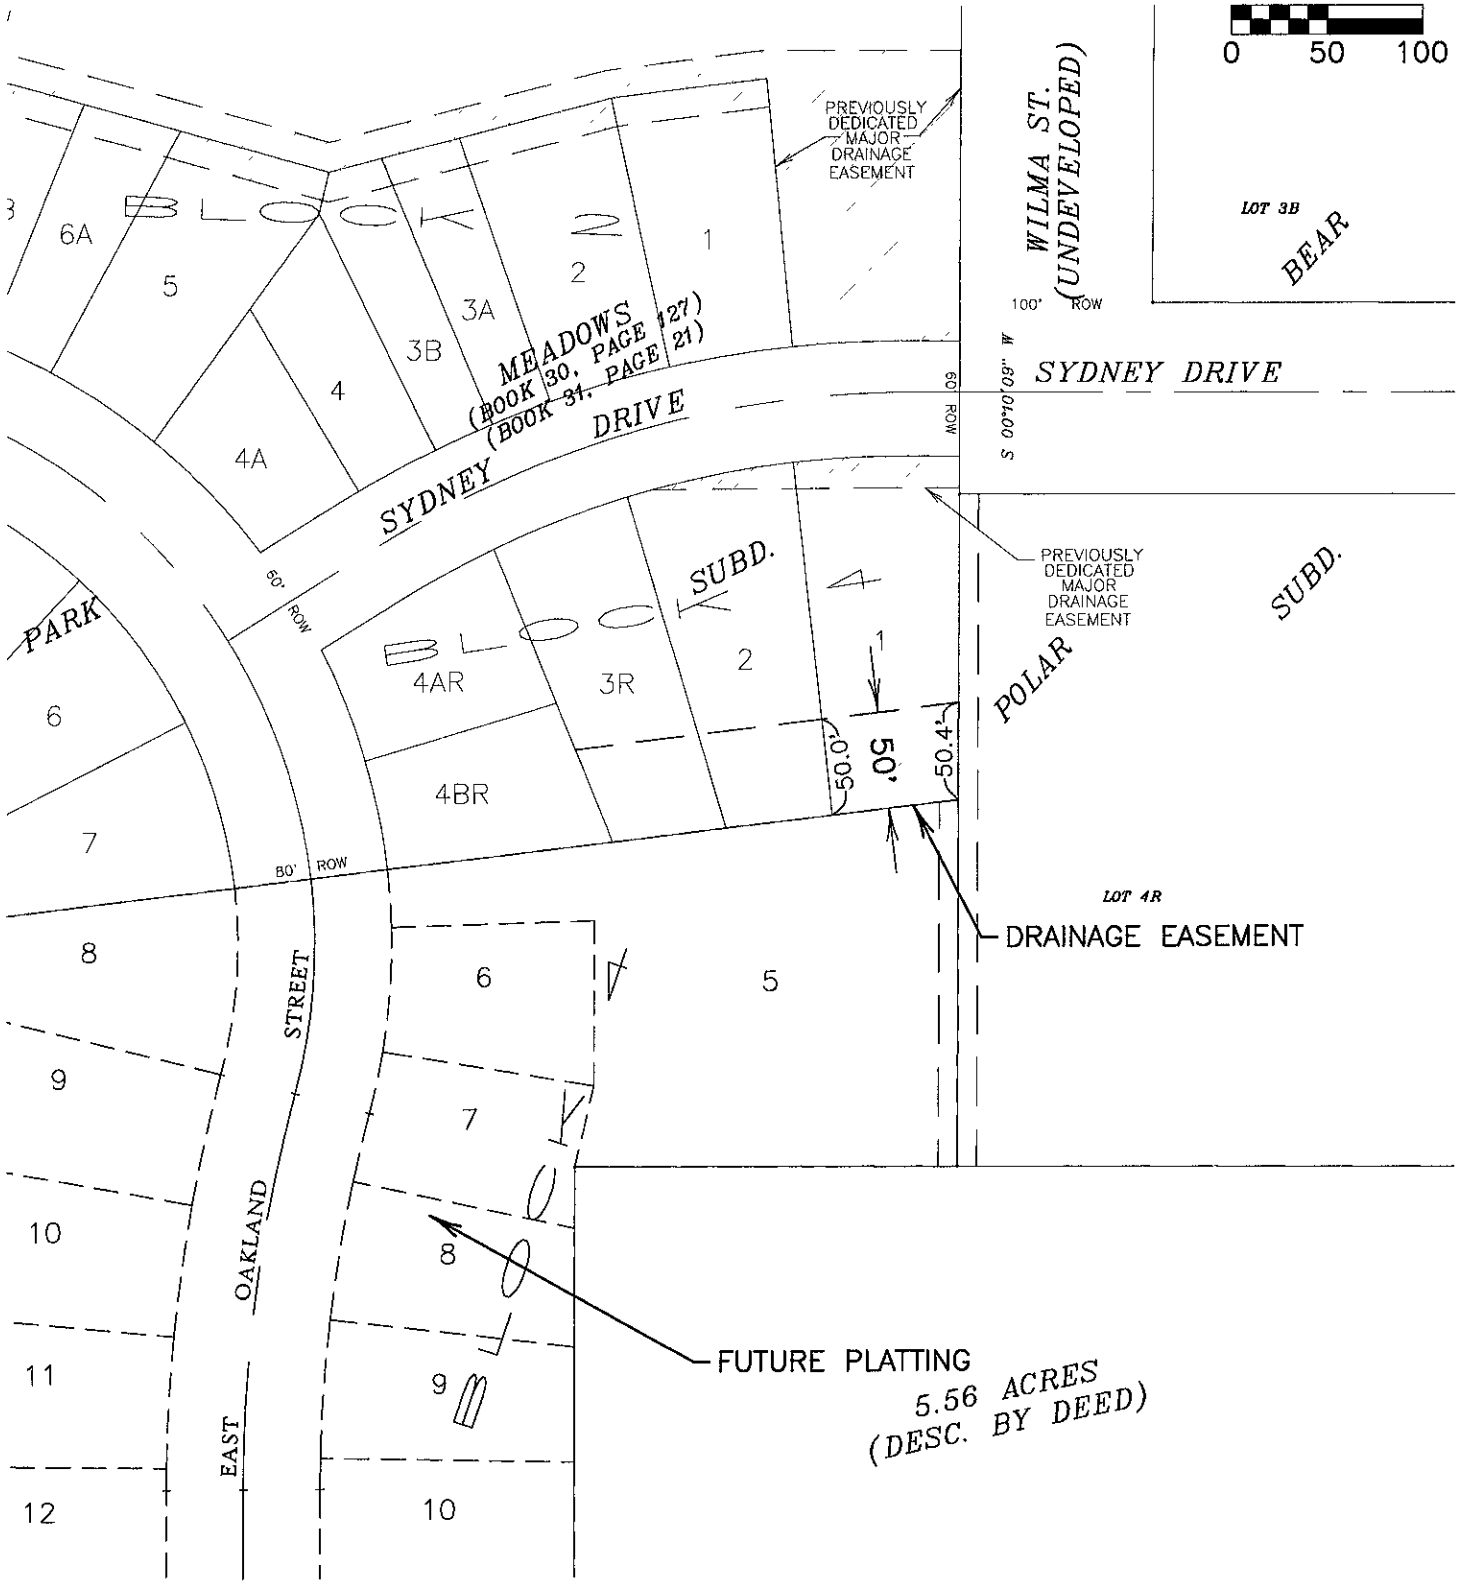 0 50 100
WILMA ST.
(UNDEVELOPED)
PREVIOUSLY
DEDICATED
MAJOR
DRAINAGE
EASEMENT
LOT 3B
BEAR
BLOCK 2
6A
5
4A
4
3B
3A
2
1
MEADOWS
(BOOK 30, PAGE 127)
(BOOK 31, PAGE 21)
100' ROW
S 00°10'09" W
60' ROW
SYDNEY DRIVE
SYDNEY DRIVE
60' ROW
PREVIOUSLY
DEDICATED
MAJOR
DRAINAGE
EASEMENT
SUBD.
POLAR
PARK
SUBD.
BLOCK 4
4AR
3R
2
1
4BR
50.0'
50'
50.4'
6
7
80' ROW
LOT 4R
DRAINAGE EASEMENT
8
9
10
11
12
EAST OAKLAND STREET
BLOCK 4
5
6
7
8
9
10
FUTURE PLATTING
5.56 ACRES
(DESC. BY DEED)